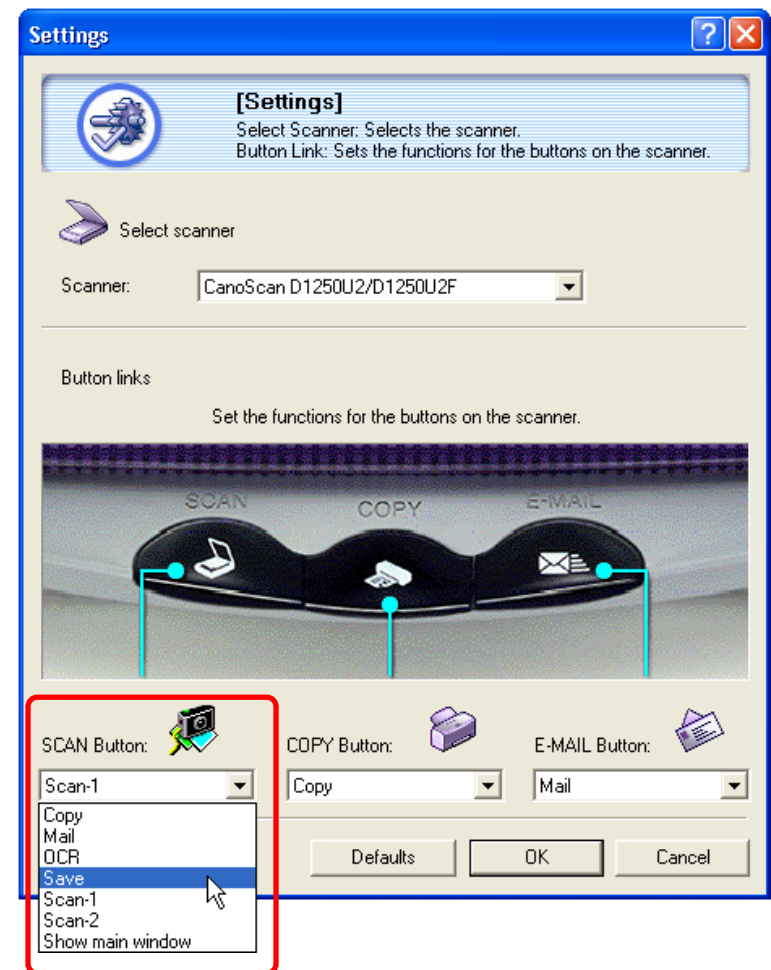 Settings
[Settings]
Select Scanner: Selects the scanner.
Button Link: Sets the functions for the buttons on the scanner.
Select scanner
Scanner: CanoScan D1250U2/D1250U2F
Button links
Set the functions for the buttons on the scanner.
SCAN COPY E-MAIL
SCAN Button: COPY Button: E-MAIL Button:
Scan-1 Copy Mail
Copy
Mail
OCR
Save
Scan-1
Scan-2
Show main window
Defaults OK Cancel